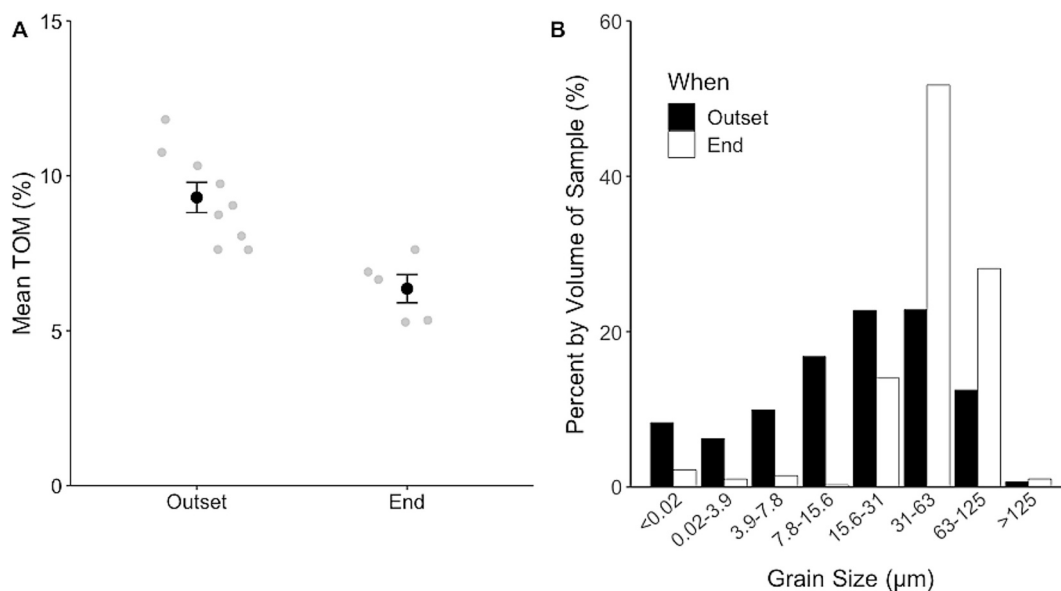 A
Mean TOM (%)
15
10
5
0
Outset
End
B
Percent by Volume of Sample (%)
60
40
20
0
When
Outset
End
<0.02
0.02-3.9
3.9-7.8
7.8-15.6
15.6-31
31-63
63-125
>125
Grain Size (µm)